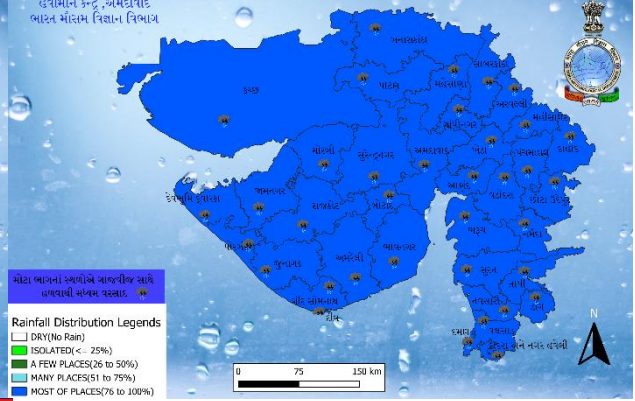 હવામાન કેન્દ્ર ,અમદાવાદ
ભારત મૌસમ વિજ્ઞાન વિભાગ
બનાસકાંઠા
સાબરકાંઠા
પાટણ
મહેસાણા
કચ્છ
અરવલ્લી
ગાંધીનગર
મહીસાગર
મોરબી
સુરેન્દ્રનગર
અમદાવાદ
ખેડા
પંચમહાલ
દાહોદ
આણંદ
વડોદરા
છોટા ઉદેપુર
દેવભૂમિ દ્વારકા
જામનગર
રાજકોટ
બોટાદ
ભરૂચ
નર્મદા
પોરબંદર
જુનાગઢ
અમરેલી
ભાવનગર
સુરત
તાપી
ગીર સોમનાથ
દીવ
નવસારી
ડાંગ
દમણ
વલસાડ
દાદરા અને નગર હવેલી
મોટા ભાગનાં સ્થળોએ ગાજવીજ સાથે
હળવાથી મધ્યમ વરસાદ
Rainfall Distribution Legends
DRY(No Rain)
ISOLATED(<= 25%)
A FEW PLACES(26 to 50%)
MANY PLACES(51 to 75%)
MOST OF PLACES(76 to 100%)
0 75 150 km
N